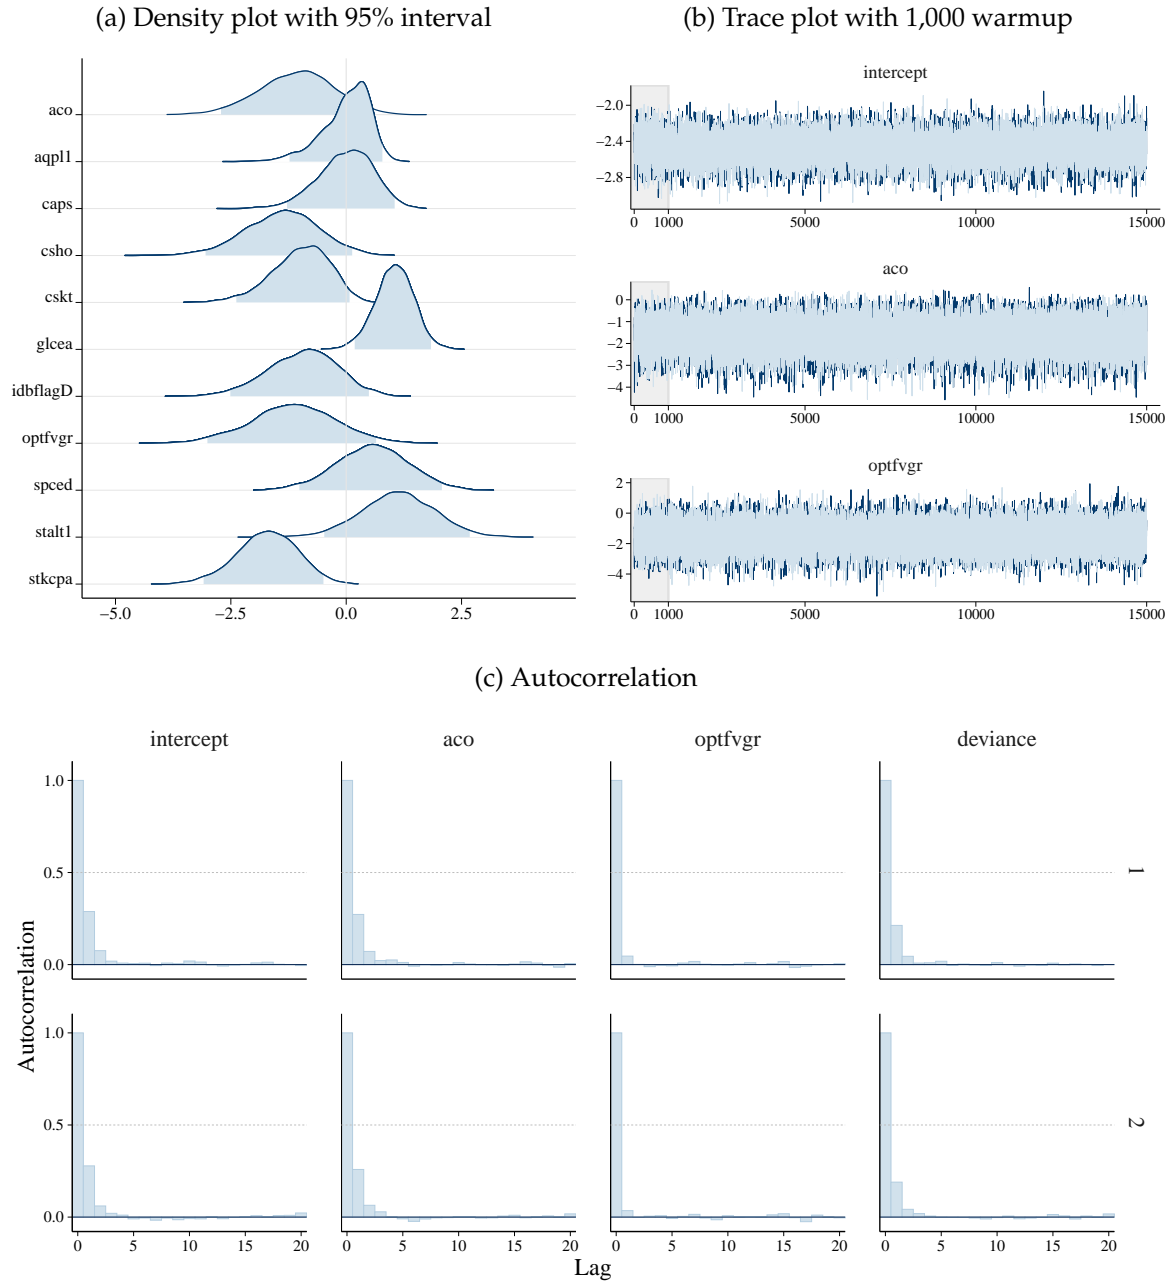 (a) Density plot with 95% interval
aco
aqpl1
caps
csho
cskt
glcea
idbflagD
optfvgr
spced
stalt1
stkcpa
−5.0 −2.5 0.0 2.5
(b) Trace plot with 1,000 warmup
intercept
−2.0
−2.4
−2.8
0 1000 5000 10000 15000
aco
0
−1
−2
−3
−4
0 1000 5000 10000 15000
optfvgr
2
0
−2
−4
0 1000 5000 10000 15000
(c) Autocorrelation
intercept aco optfvgr deviance
Autocorrelation
1.0
0.5
0.0
1
1.0
0.5
0.0
2
0 5 10 15 20 0 5 10 15 20 0 5 10 15 20 0 5 10 15 20
Lag